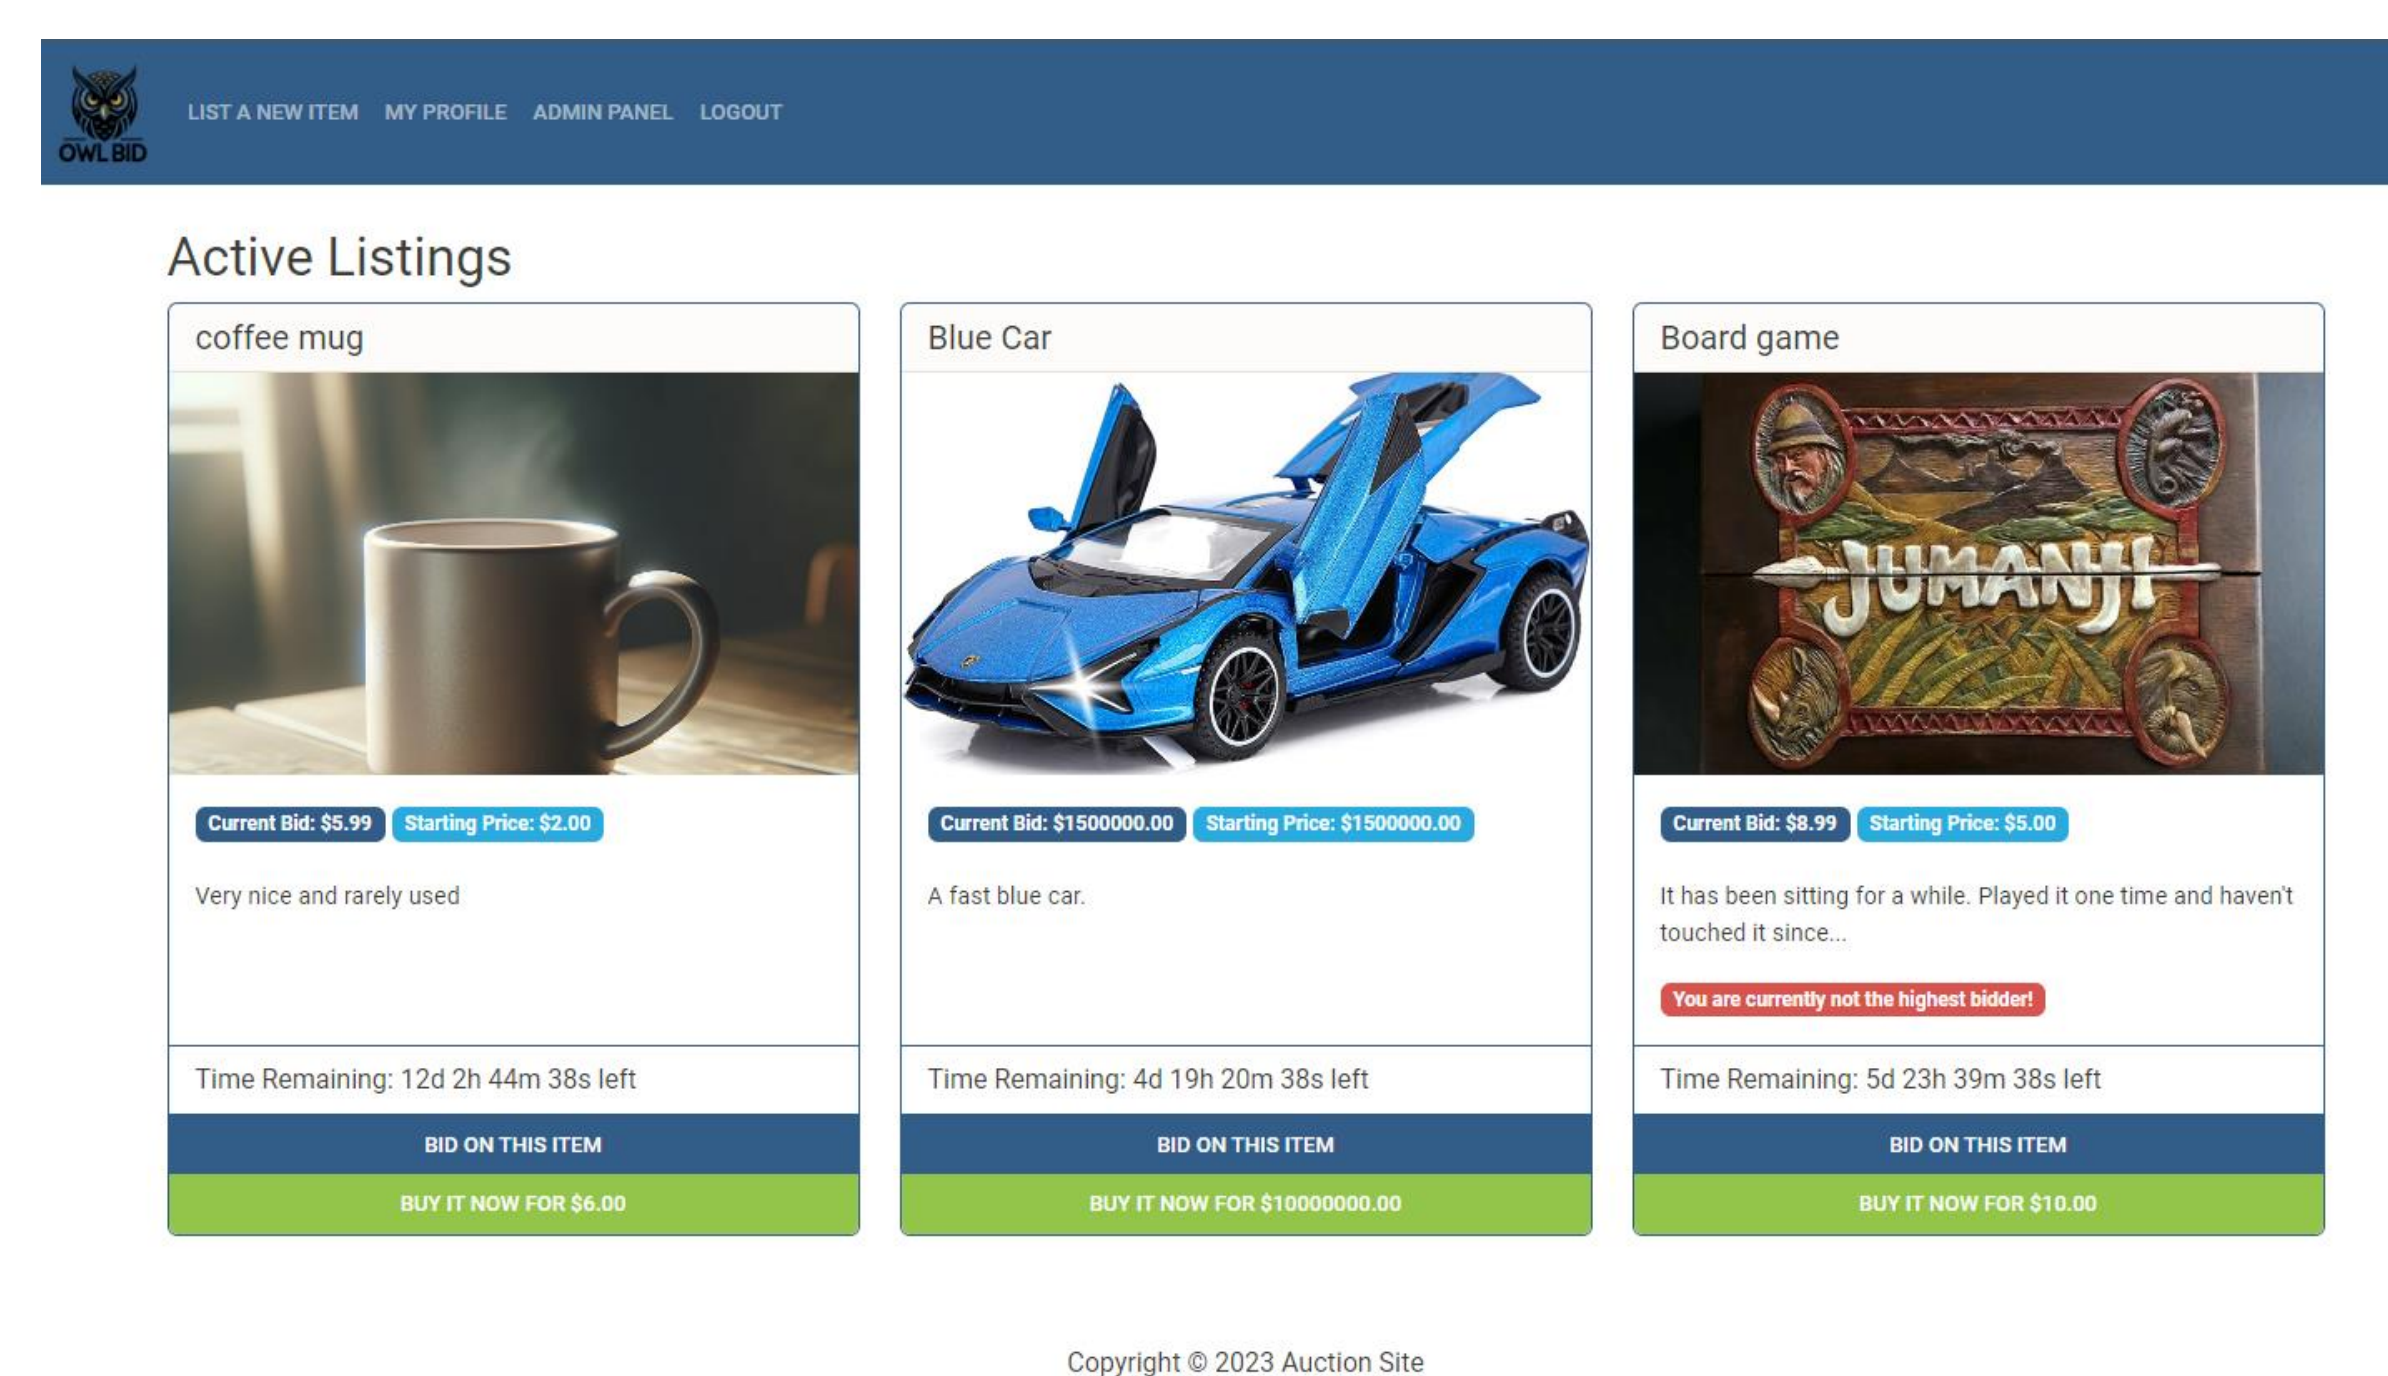 OWL BID
LIST A NEW ITEM MY PROFILE ADMIN PANEL LOGOUT
Active Listings
coffee mug
Current Bid: $5.99 Starting Price: $2.00
Very nice and rarely used
Time Remaining: 12d 2h 44m 38s left
BID ON THIS ITEM
BUY IT NOW FOR $6.00
Blue Car
Current Bid: $1500000.00 Starting Price: $1500000.00
A fast blue car.
Time Remaining: 4d 19h 20m 38s left
BID ON THIS ITEM
BUY IT NOW FOR $10000000.00
Board game
JUMANJI
Current Bid: $8.99 Starting Price: $5.00
It has been sitting for a while. Played it one time and haven't
touched it since...
You are currently not the highest bidder!
Time Remaining: 5d 23h 39m 38s left
BID ON THIS ITEM
BUY IT NOW FOR $10.00
Copyright © 2023 Auction Site